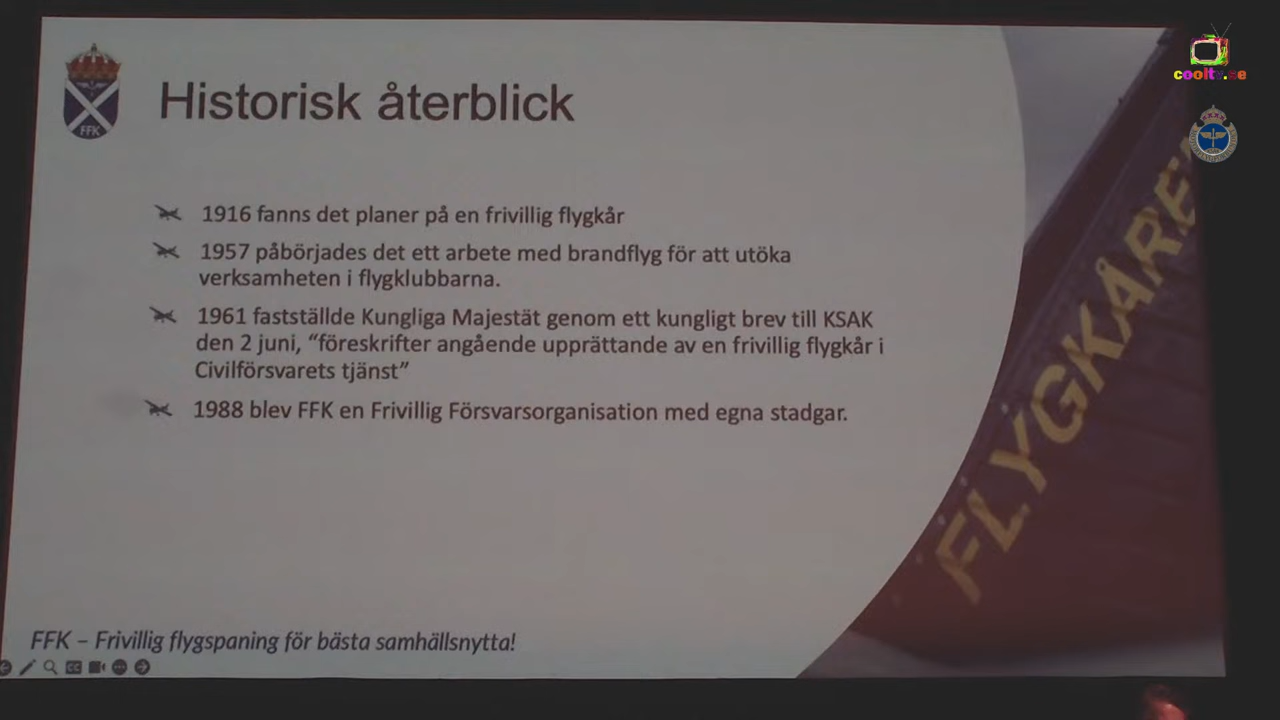 Historisk återblick
1916 fanns det planer på en frivillig flygkår
1957 påbörjades det ett arbete med brandflyg för att utöka
verksamheten i flygklubbarna.
1961 fastställde Kungliga Majestät genom ett kungligt brev till KSAK
den 2 juni, “föreskrifter angående upprättande av en frivillig flygkår i
Civilförsvarets tjänst”
1988 blev FFK en Frivillig Försvarsorganisation med egna stadgar.
FFK – Frivillig flygspaning för bästa samhällsnytta!
FFK
FLYGKÅRE
CC
cooltv.se